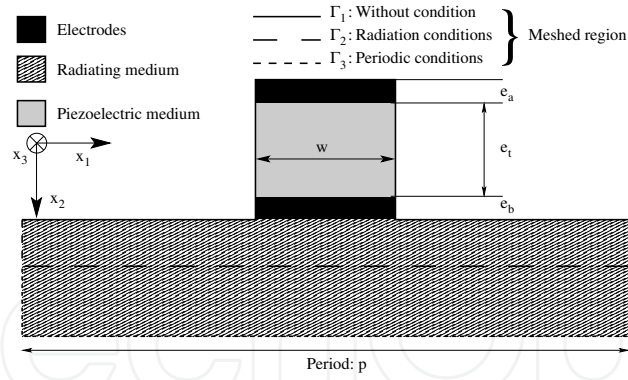 Electrodes
Radiating medium
Piezoelectric medium
Γ1: Without condition
Γ2: Radiation conditions
Γ3: Periodic conditions
Meshed region
x3
x1
x2
w
ea
et
eb
Period: p